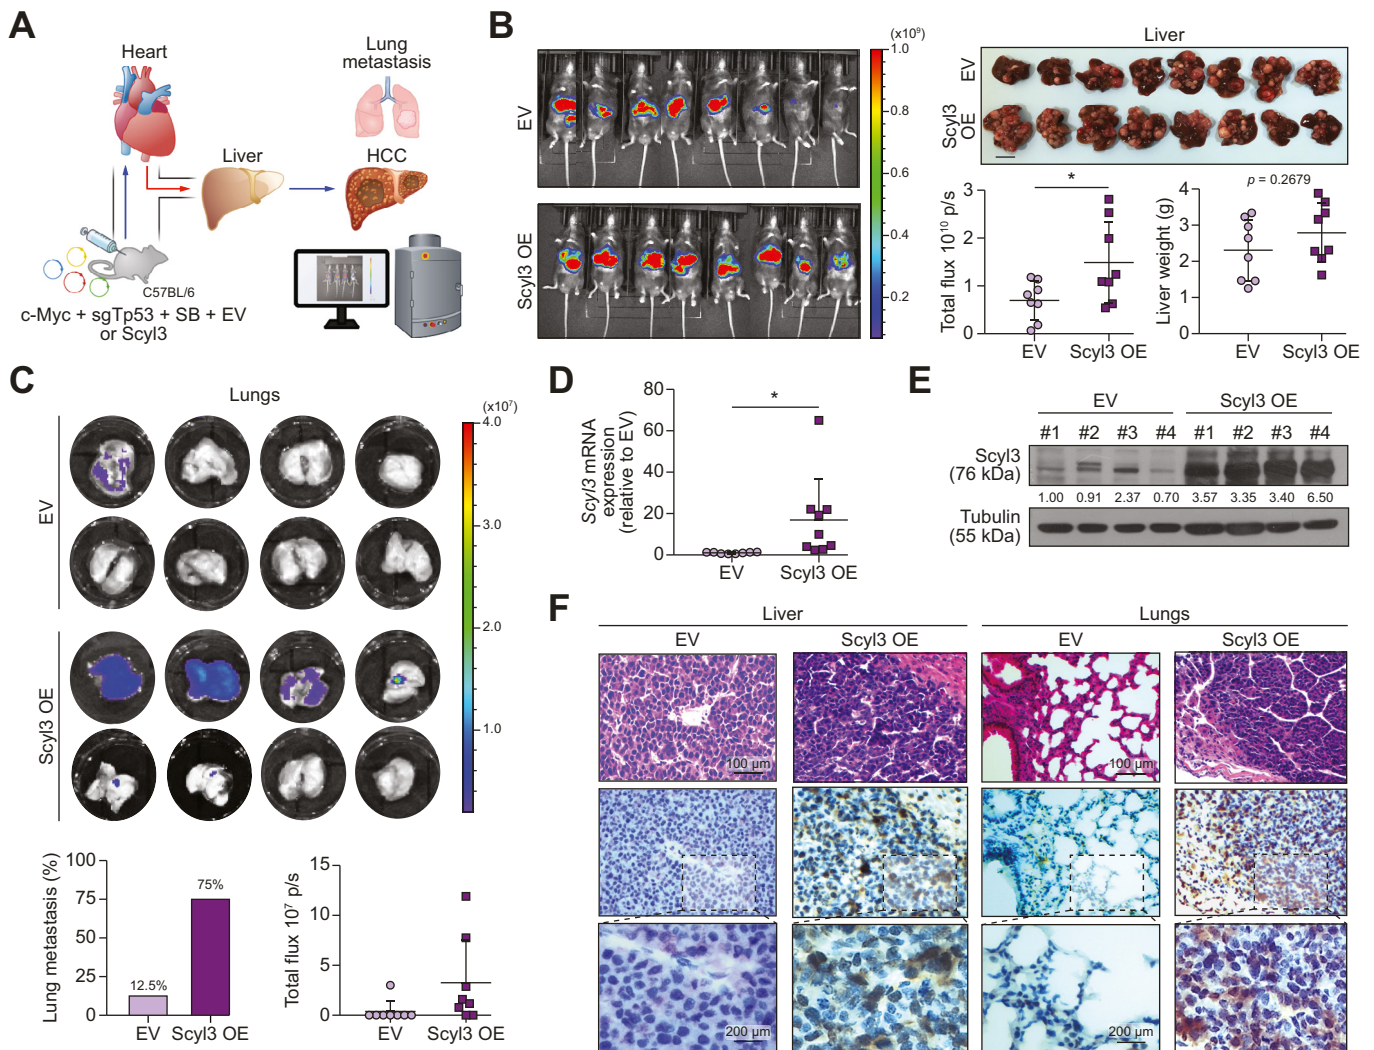 A
Heart
Lung
metastasis
Liver
HCC
C57BL/6
c-Myc + sgTp53 + SB + EV
or Scyl3
B
EV
Scyl3 OE
(x10⁹)
1.0
0.8
0.6
0.4
0.2
Liver
EV
Scyl3
OE
Total flux 10¹⁰ p/s
3
2
1
0
*
EV
Scyl3 OE
Liver weight (g)
4
3
2
1
0
p = 0.2679
EV
Scyl3 OE
C
Lungs
EV
Scyl3 OE
(x10⁷)
4.0
3.0
2.0
1.0
Lung metastasis (%)
100
75
50
25
0
12.5%
75%
EV
Scyl3 OE
Total flux 10⁷ p/s
15
10
5
0
EV
Scyl3 OE
D
Scyl3 mRNA
expression
(relative to EV)
80
60
40
20
0
*
EV
Scyl3 OE
E
EV
Scyl3 OE
#1 #2 #3 #4 #1 #2 #3 #4
Scyl3
(76 kDa)
1.00 0.91 2.37 0.70 3.57 3.35 3.40 6.50
Tubulin
(55 kDa)
F
Liver
Lungs
EV
Scyl3 OE
EV
Scyl3 OE
100 µm
100 µm
200 µm
200 µm